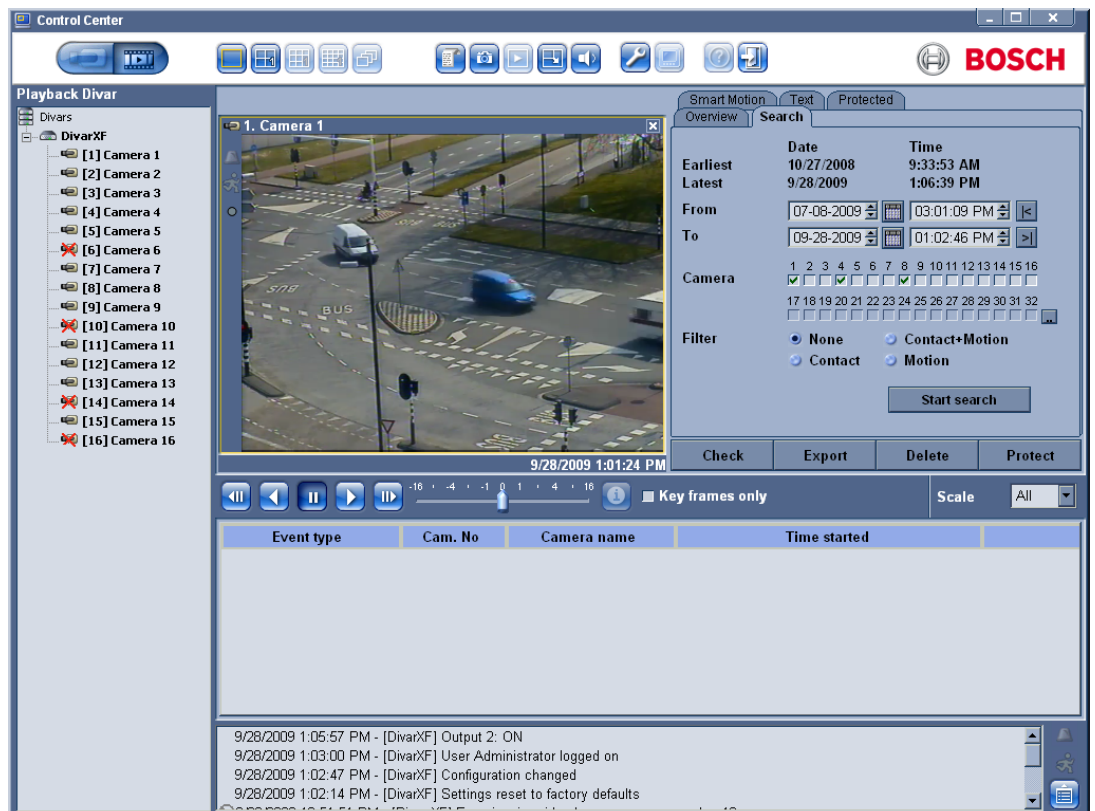 Control Center
BOSCH
Playback Divar
Divars
DivarXF
[1] Camera 1
[2] Camera 2
[3] Camera 3
[4] Camera 4
[5] Camera 5
[6] Camera 6
[7] Camera 7
[8] Camera 8
[9] Camera 9
[10] Camera 10
[11] Camera 11
[12] Camera 12
[13] Camera 13
[14] Camera 14
[15] Camera 15
[16] Camera 16
1. Camera 1
BUS
BUS
9/28/2009 1:01:24 PM
Smart Motion Text Protected
Overview Search
Date Time
Earliest 10/27/2008 9:33:53 AM
Latest 9/28/2009 1:06:39 PM
From 07-08-2009 03:01:09 PM |<
To 09-28-2009 01:02:46 PM >|
1 2 3 4 5 6 7 8 9 10 11 12 13 14 15 16
Camera
17 18 19 20 21 22 23 24 25 26 27 28 29 30 31 32
..
Filter None Contact+Motion
Contact Motion
Start search
Check Export Delete Protect
-16 -4 -1 0 1 4 16
Key frames only
Scale All
Event type Cam. No Camera name Time started
9/28/2009 1:05:57 PM - [DivarXF] Output 2: ON
9/28/2009 1:03:00 PM - [DivarXF] User Administrator logged on
9/28/2009 1:02:47 PM - [DivarXF] Configuration changed
9/28/2009 1:02:14 PM - [DivarXF] Settings reset to factory defaults